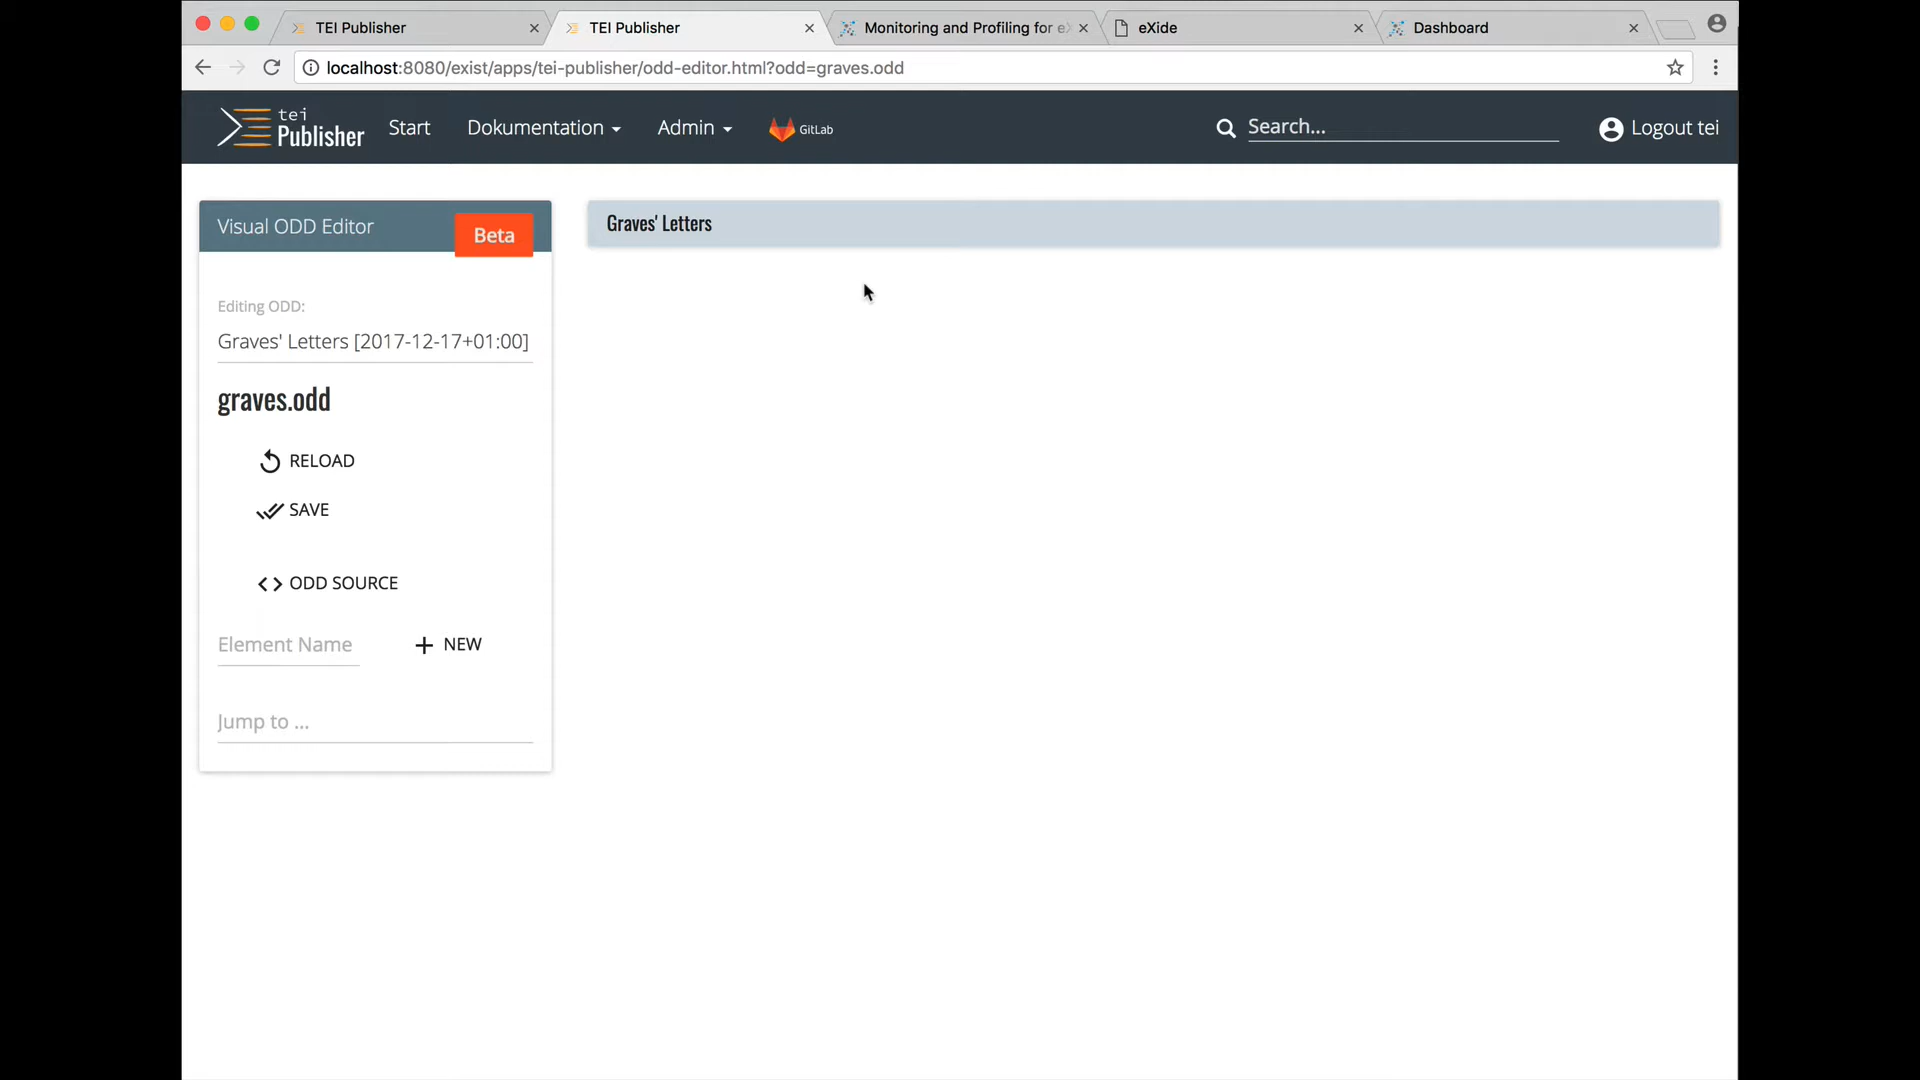 TEI Publisher
TEI Publisher
Monitoring and Profiling for eX
eXide
Dashboard
localhost:8080/exist/apps/tei-publisher/odd-editor.html?odd=graves.odd
tei
Publisher
Start
Dokumentation
Admin
GitLab
Search...
Logout tei
Visual ODD Editor
Beta
Graves' Letters
Editing ODD:
Graves' Letters [2017-12-17+01:00]
graves.odd
RELOAD
SAVE
<> ODD SOURCE
Element Name
+ NEW
Jump to ...